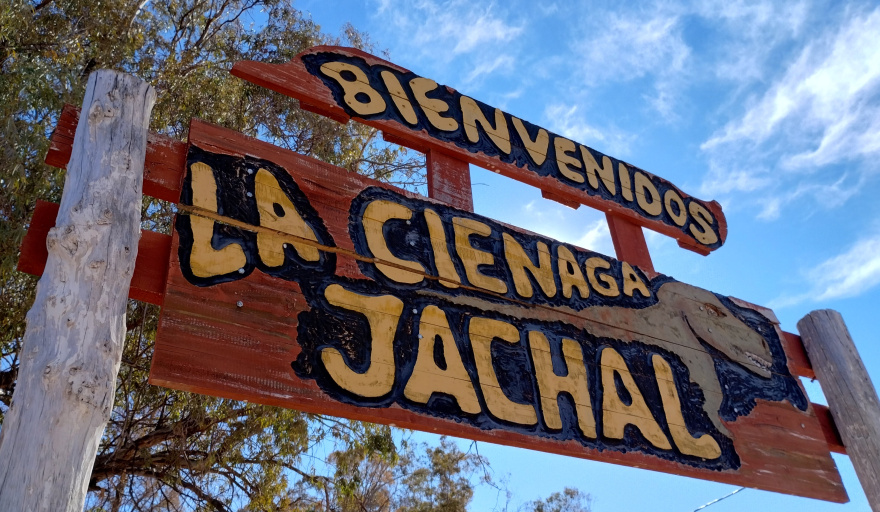 BIENVENIDOS
LA CIENAGA
JACHAL